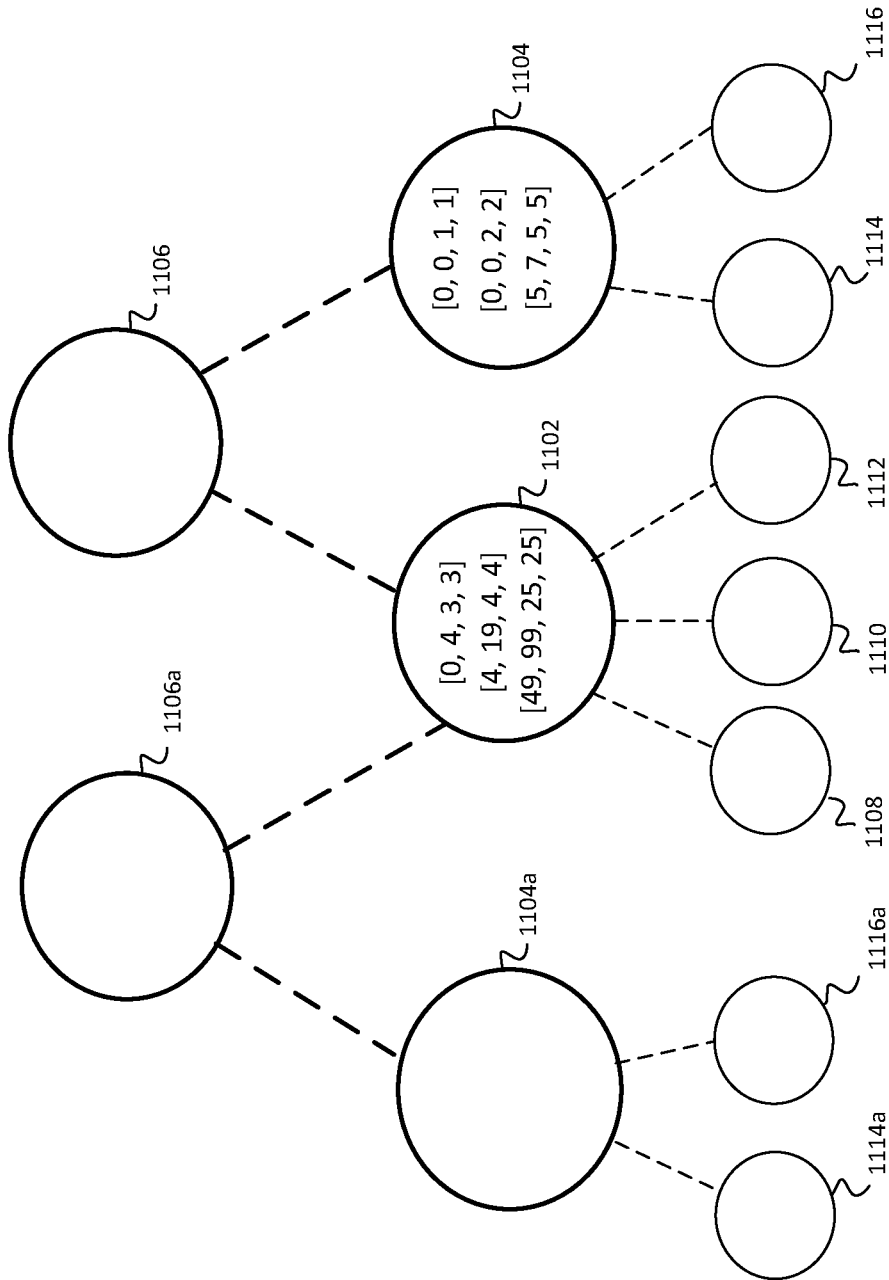 1106a
1106
1104a
1102
1104
[0, 4, 3, 3]
[4, 19, 4, 4]
[49, 99, 25, 25]
[0, 0, 1, 1]
[0, 0, 2, 2]
[5, 7, 5, 5]
1114a
1116a
1108
1110
1112
1114
1116